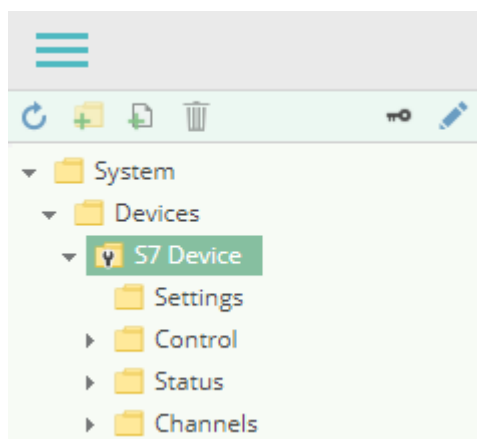 System
Devices
S7 Device
Settings
Control
Status
Channels